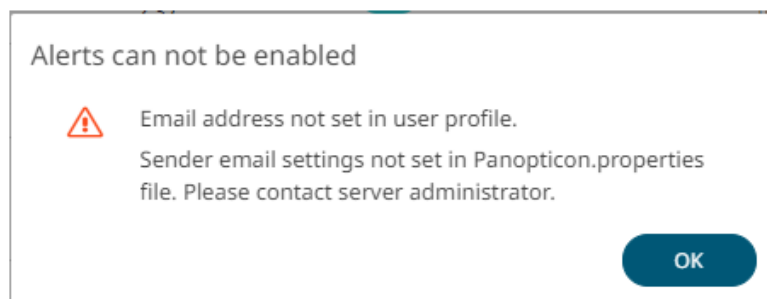 Alerts can not be enabled
Email address not set in user profile.
Sender email settings not set in Panopticon.properties
file. Please contact server administrator.
OK